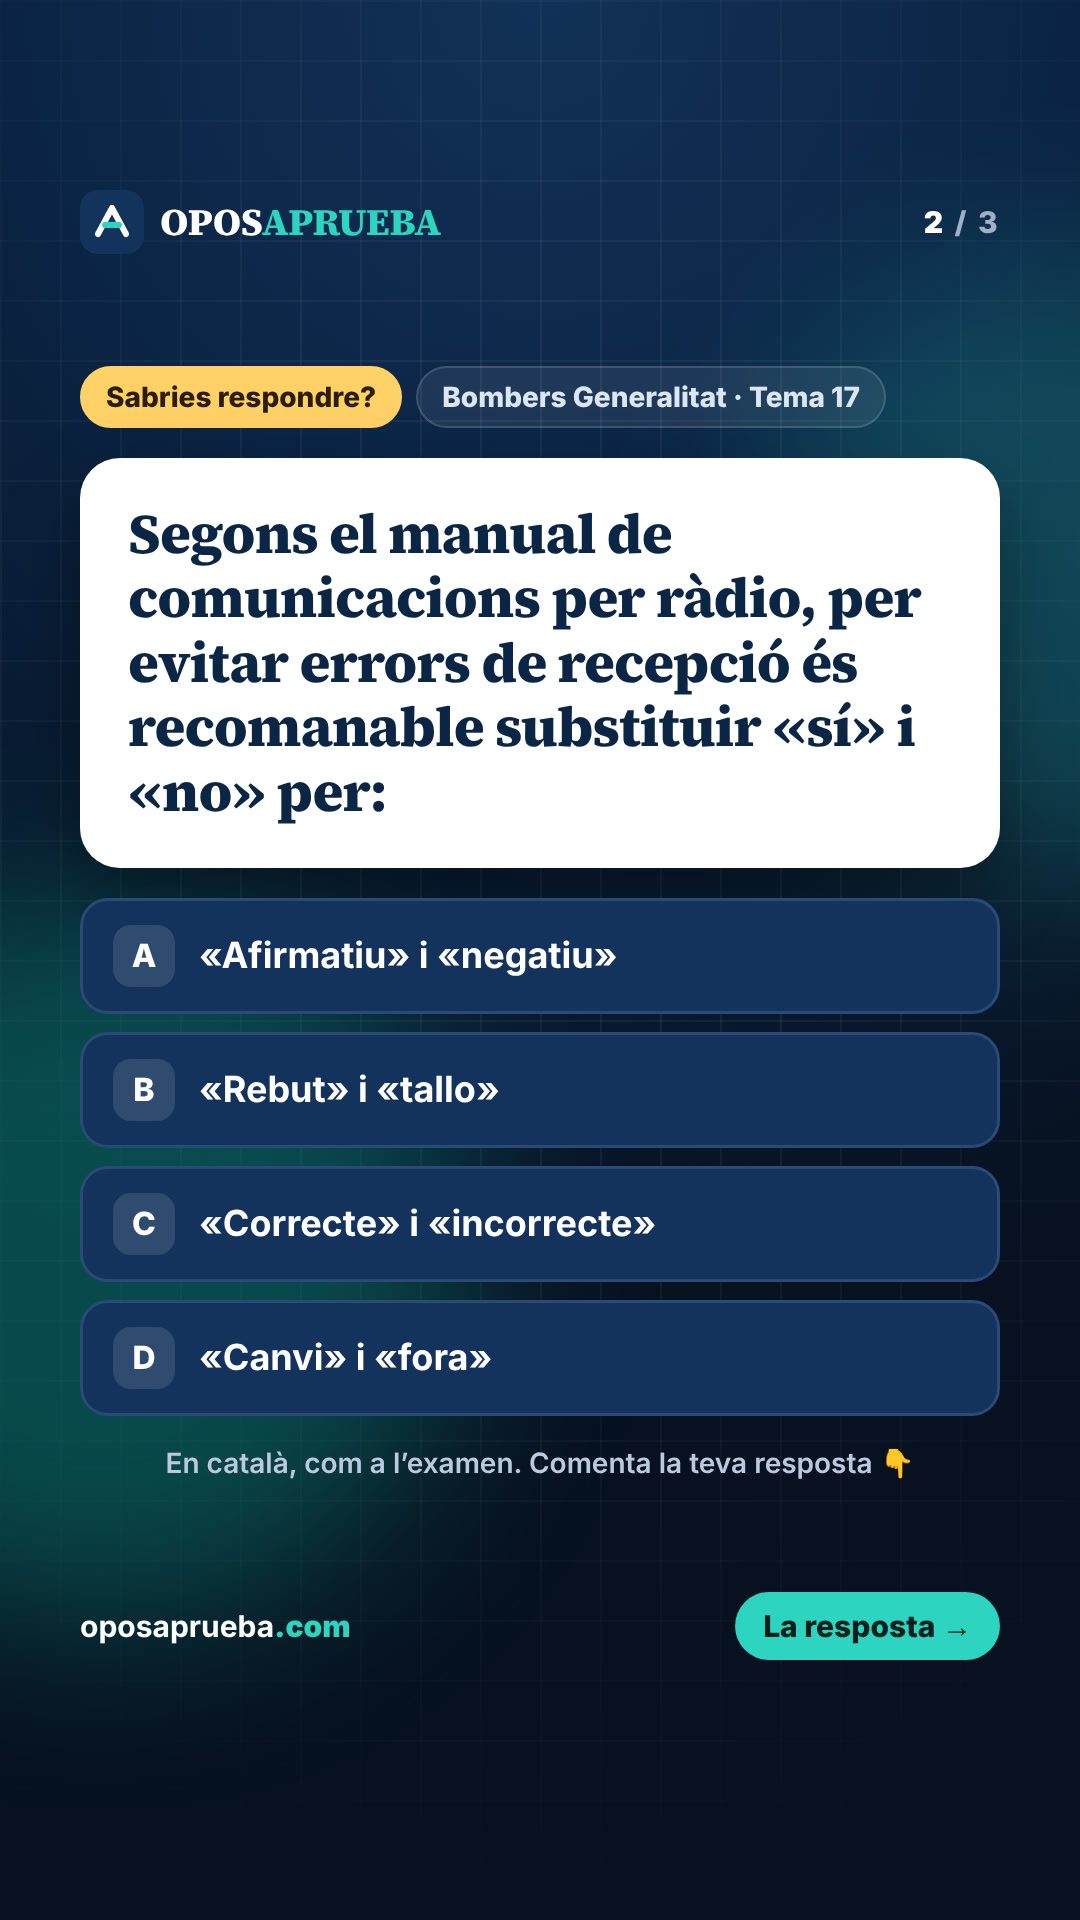 OPOSAPRUEBA
2 / 3
Sabries respondre?
Bombers Generalitat · Tema 17
Segons el manual de
comunicacions per ràdio, per
evitar errors de recepció és
recomanable substituir «sí» i
«no» per:
A «Afirmatiu» i «negatiu»
B «Rebut» i «tallo»
C «Correcte» i «incorrecte»
D «Canvi» i «fora»
En català, com a l’examen. Comenta la teva resposta 👇
oposaprueba.com
La resposta →